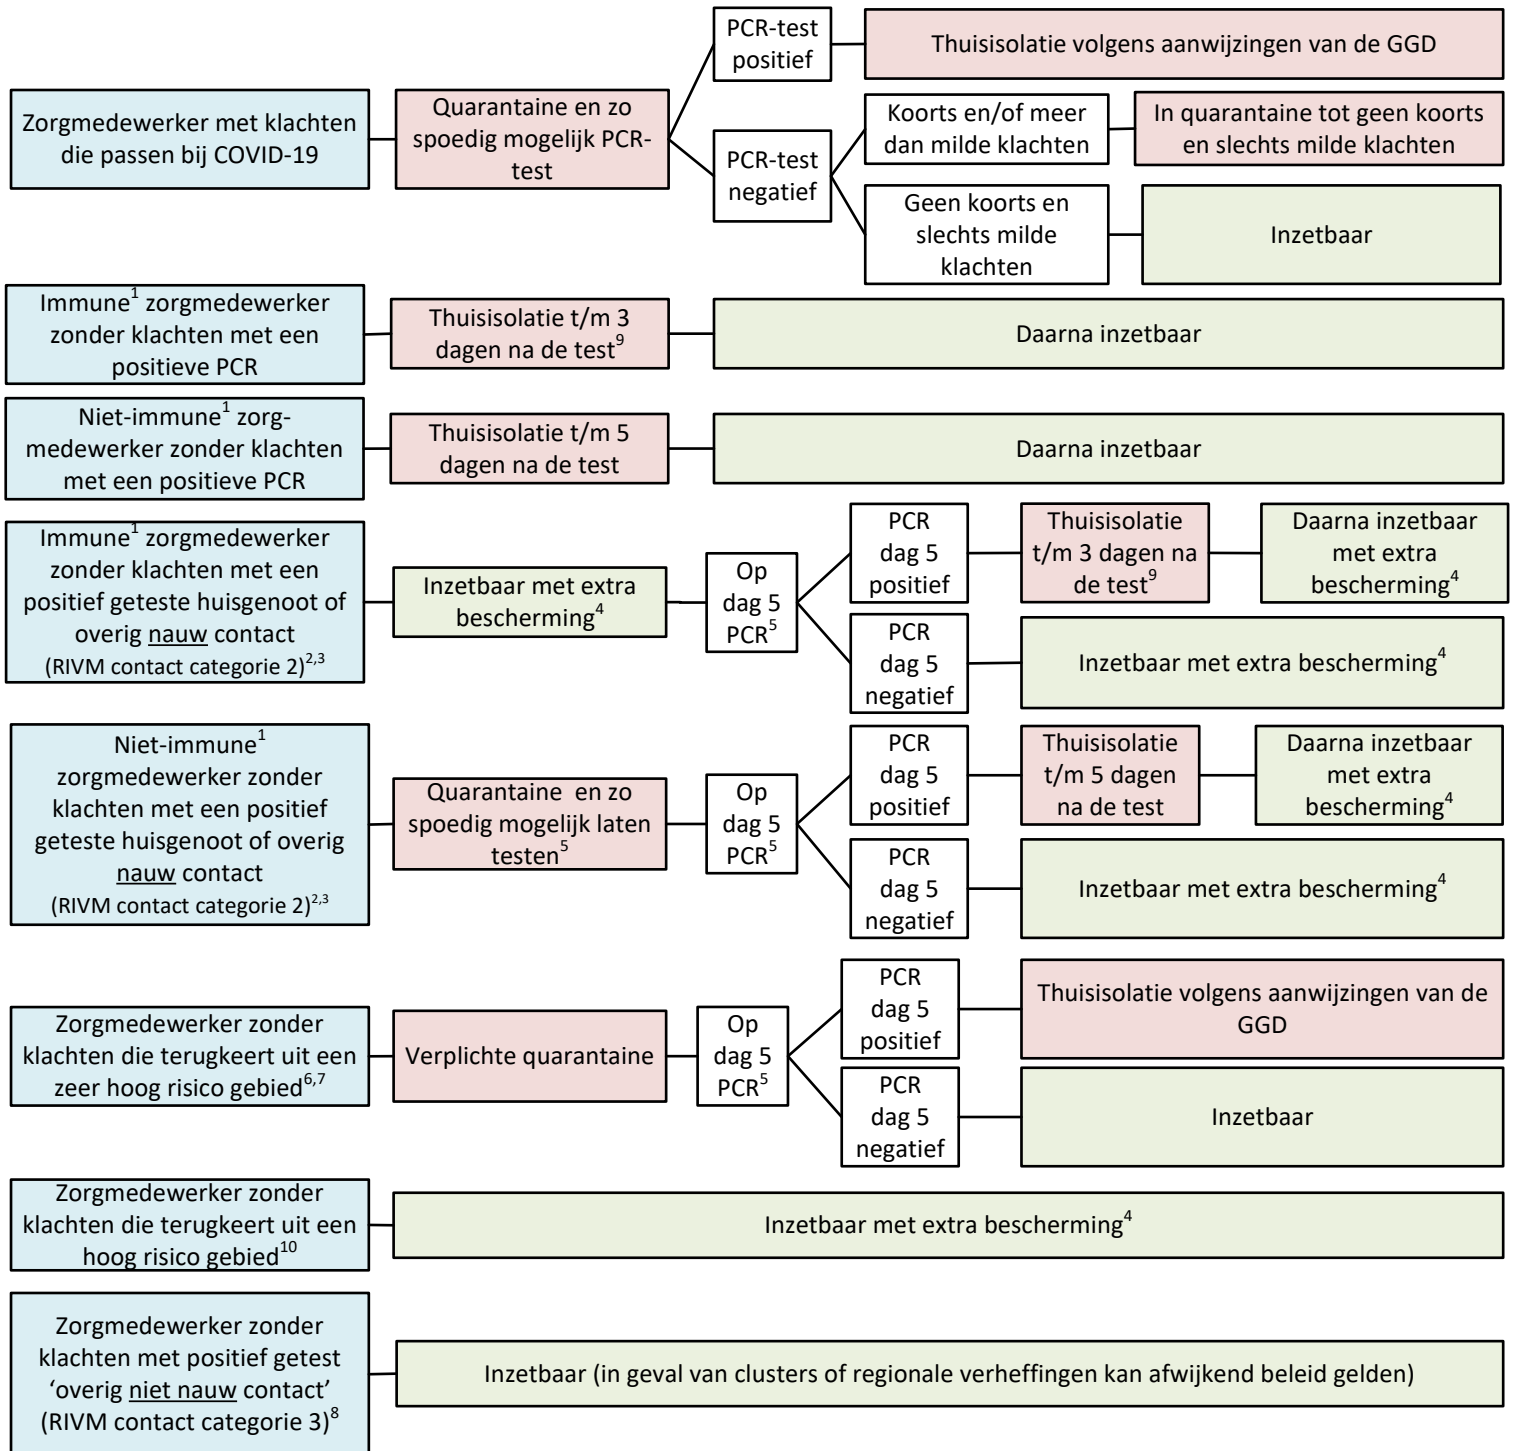 PCR-test
positief
Thuisisolatie volgens aanwijzingen van de GGD
Zorgmedewerker met klachten
die passen bij COVID-19
Quarantaine en zo
spoedig mogelijk PCR-
test
PCR-test
negatief
Koorts en/of meer
dan milde klachten
In quarantaine tot geen koorts
en slechts milde klachten
Geen koorts en
slechts milde
klachten
Inzetbaar
Immune¹ zorgmedewerker
zonder klachten met een
positieve PCR
Thuisisolatie t/m 3
dagen na de test⁹
Daarna inzetbaar
Niet-immune¹ zorg-
medewerker zonder klachten
met een positieve PCR
Thuisisolatie t/m 5
dagen na de test
Daarna inzetbaar
Immune¹ zorgmedewerker
zonder klachten met een
positief geteste huisgenoot of
overig nauw contact
(RIVM contact categorie 2)²,³
Inzetbaar met extra
bescherming⁴
Op
dag 5
PCR⁵
PCR
dag 5
positief
Thuisisolatie
t/m 3 dagen na
de test⁹
Daarna inzetbaar
met extra
bescherming⁴
PCR
dag 5
negatief
Inzetbaar met extra bescherming⁴
Niet-immune¹
zorgmedewerker zonder
klachten met een positief
geteste huisgenoot of overig
nauw contact
(RIVM contact categorie 2)²,³
Quarantaine en zo
spoedig mogelijk laten
testen⁵
Op
dag 5
PCR⁵
PCR
dag 5
positief
Thuisisolatie
t/m 5 dagen
na de test
Daarna inzetbaar
met extra
bescherming⁴
PCR
dag 5
negatief
Inzetbaar met extra bescherming⁴
Zorgmedewerker zonder
klachten die terugkeert uit een
zeer hoog risico gebied⁶,⁷
Verplichte quarantaine
Op
dag 5
PCR⁵
PCR
dag 5
positief
Thuisisolatie volgens aanwijzingen van de
GGD
PCR
dag 5
negatief
Inzetbaar
Zorgmedewerker zonder
klachten die terugkeert uit een
hoog risico gebied¹⁰
Inzetbaar met extra bescherming⁴
Zorgmedewerker zonder
klachten met positief getest
‘overig niet nauw contact’
(RIVM contact categorie 3)⁸
Inzetbaar (in geval van clusters of regionale verheffingen kan afwijkend beleid gelden)